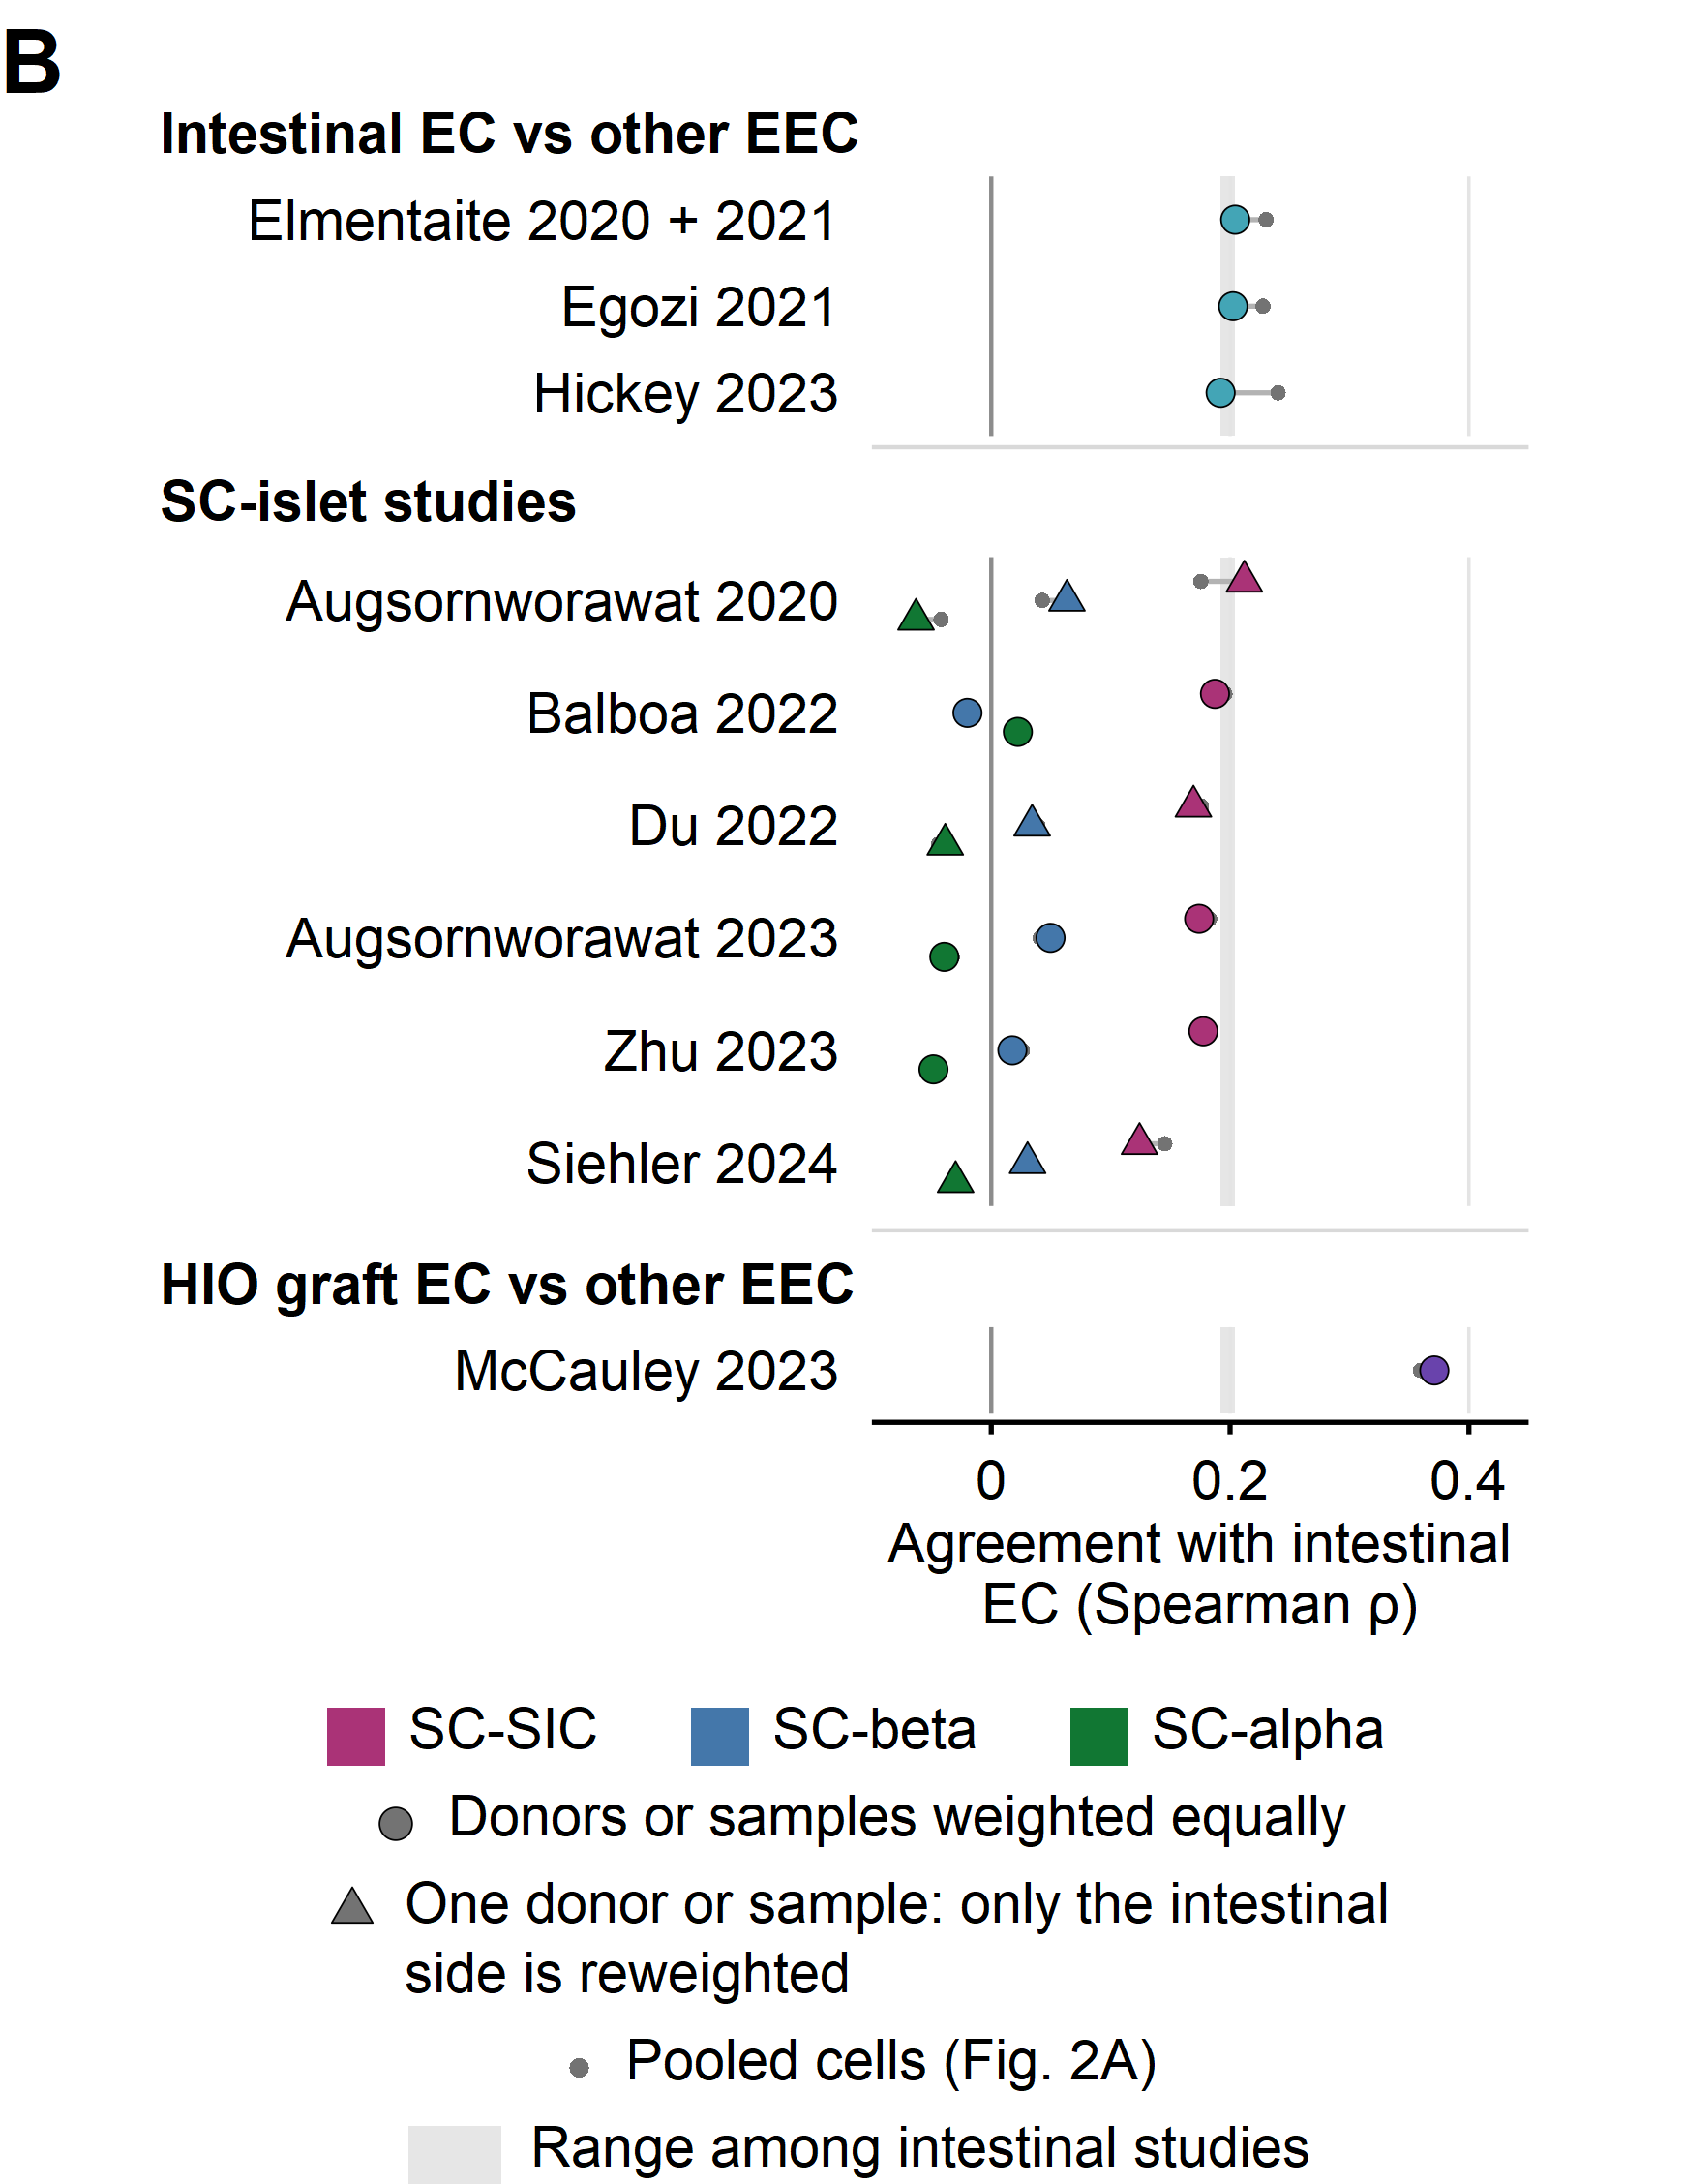 B
Intestinal EC vs other EEC
Elmentaite 2020 + 2021
Egozi 2021
Hickey 2023
SC-islet studies
Augsornworawat 2020
Balboa 2022
Du 2022
Augsornworawat 2023
Zhu 2023
Siehler 2024
HIO graft EC vs other EEC
McCauley 2023
0 0.2 0.4
Agreement with intestinal
EC (Spearman ρ)
SC-SIC SC-beta SC-alpha
Donors or samples weighted equally
One donor or sample: only the intestinal
side is reweighted
Pooled cells (Fig. 2A)
Range among intestinal studies